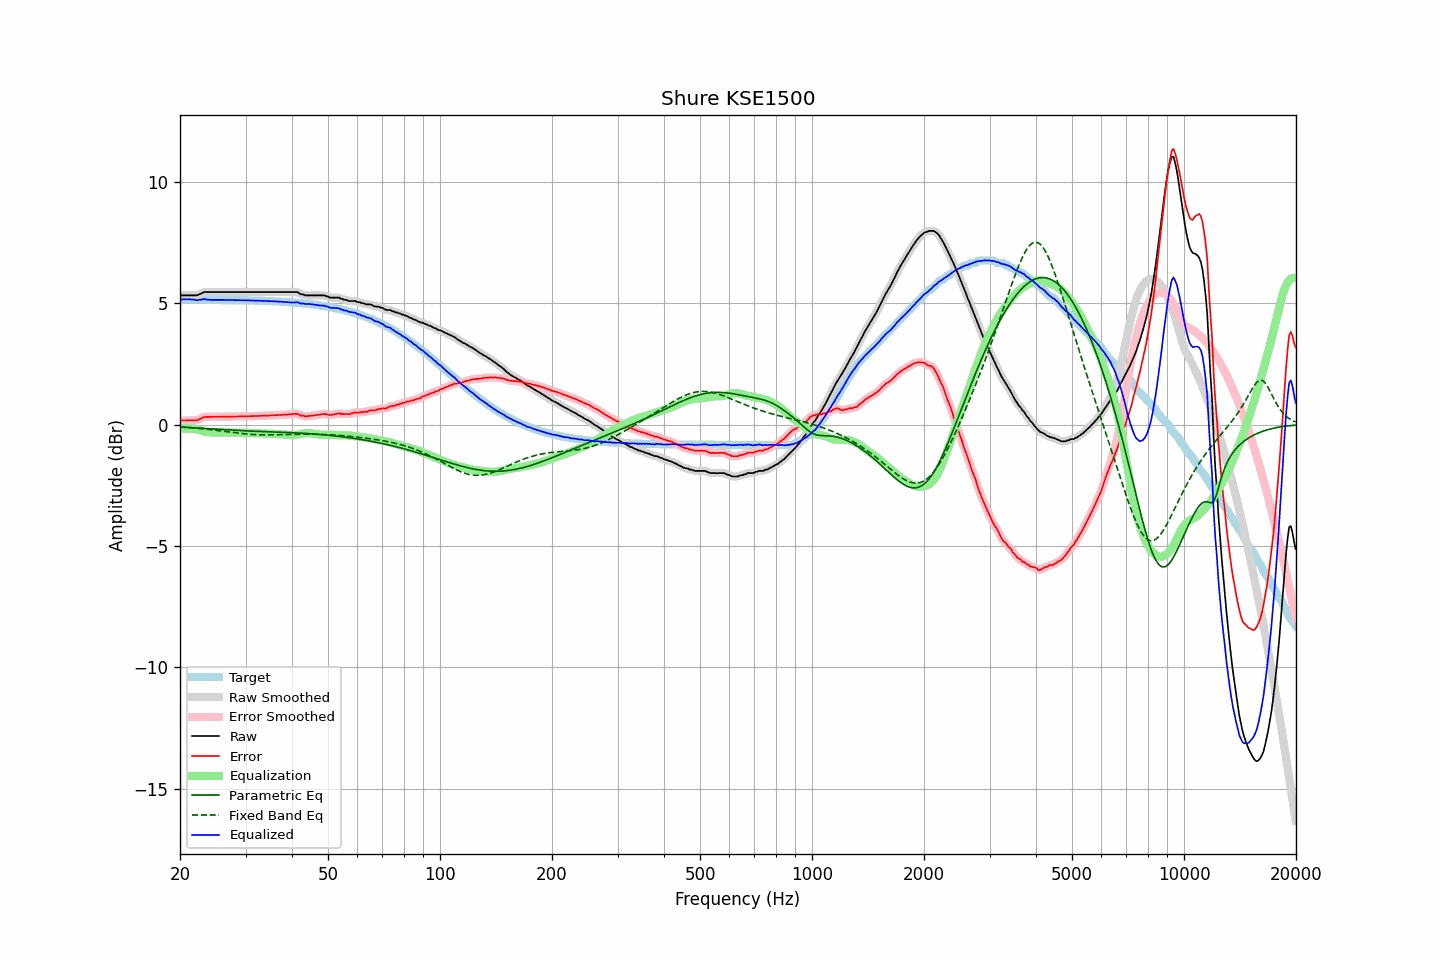 Shure KSE1500
Amplitude (dBr)
10
5
0
−5
−10
−15
Target
Raw Smoothed
Error Smoothed
Raw
Error
Equalization
Parametric Eq
Fixed Band Eq
Equalized
20 50 100 200 500 1000 2000 5000 10000 20000
Frequency (Hz)